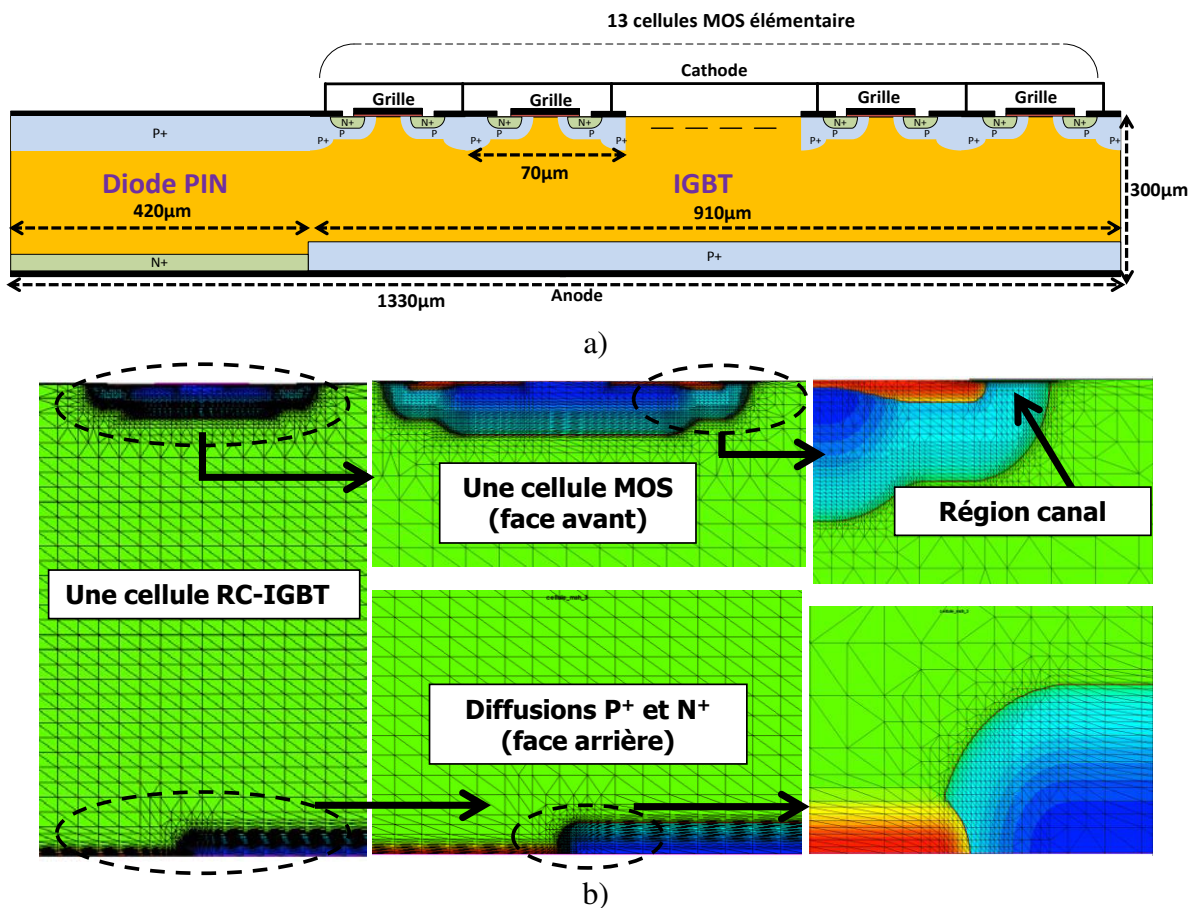 13 cellules MOS élémentaire
Cathode
Grille Grille Grille Grille
N+ N+ N+ N+ N+ N+ N+ N+
P+ P P P P P P P P
P+ P+ P+ P+ P+ P+
70µm
Diode PIN IGBT
300µm
420µm 910µm
N+ P+
1330µm Anode
a)
Une cellule MOS
(face avant)
Région canal
Une cellule RC-IGBT
Diffusions P+ et N+
(face arrière)
b)